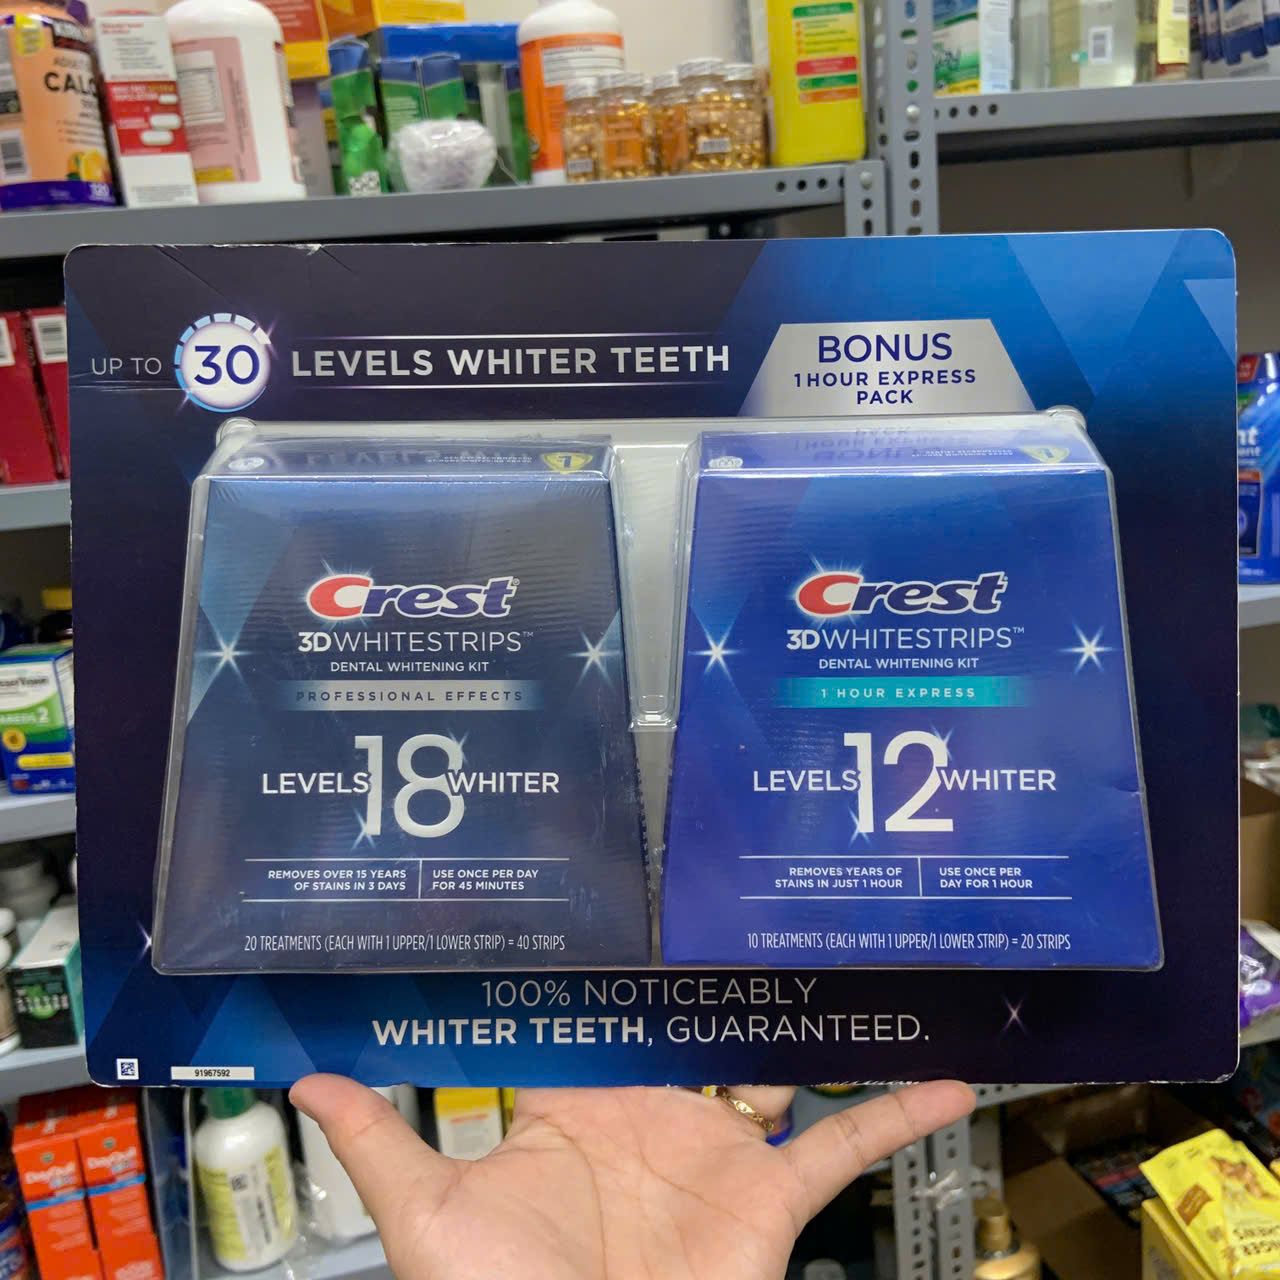 CALC
UP TO 30 LEVELS WHITER TEETH
BONUS
1 HOUR EXPRESS
PACK
Crest
3DWHITESTRIPS™
DENTAL WHITENING KIT
PROFESSIONAL EFFECTS
LEVELS 18 WHITER
REMOVES OVER 15 YEARS
OF STAINS IN 3 DAYS
USE ONCE PER DAY
FOR 45 MINUTES
20 TREATMENTS (EACH WITH 1 UPPER/1 LOWER STRIP) = 40 STRIPS
Crest
3DWHITESTRIPS™
DENTAL WHITENING KIT
1 HOUR EXPRESS
LEVELS 12 WHITER
REMOVES YEARS OF
STAINS IN JUST 1 HOUR
USE ONCE PER
DAY FOR 1 HOUR
10 TREATMENTS (EACH WITH 1 UPPER/1 LOWER STRIP) = 20 STRIPS
100% NOTICEABLY
WHITER TEETH, GUARANTEED.
91967592